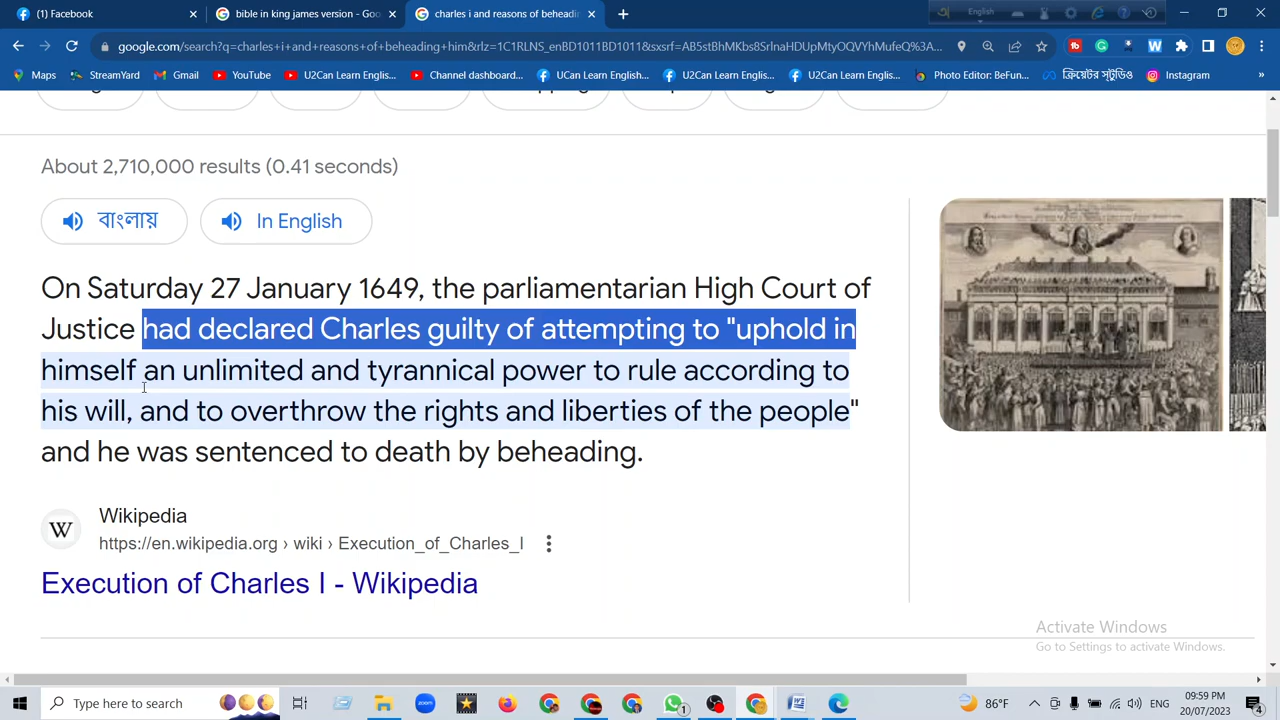 Facebook
bible in king james version - Goo
charles i and reasons of beheadin
English
google.com/search?q=charles+i+and+reasons+of+beheading+him&rlz=1C1RLNS_enBD1011BD1011&sxsrf=AB5stBhMKbs8SrlnaHDUpMtyOQVYhMufeQ%3A...
Maps
StreamYard
Gmail
YouTube
U2Can Learn Englis...
Channel dashboard...
UCan Learn English...
U2Can Learn Englis...
U2Can Learn Englis...
Photo Editor: BeFun...
ক্রিয়েটর স্টুডিও
Instagram
»
About 2,710,000 results (0.41 seconds)
বাংলায়
In English
On Saturday 27 January 1649, the parliamentarian High Court of
Justice had declared Charles guilty of attempting to "uphold in
himself an unlimited and tyrannical power to rule according to
his will, and to overthrow the rights and liberties of the people"
and he was sentenced to death by beheading.
W
Wikipedia
https://en.wikipedia.org › wiki › Execution_of_Charles_I
Execution of Charles I - Wikipedia
Activate Windows
Go to Settings to activate Windows.
Type here to search
zoom
1
86°F
ENG
09:59 PM
20/07/2023
4